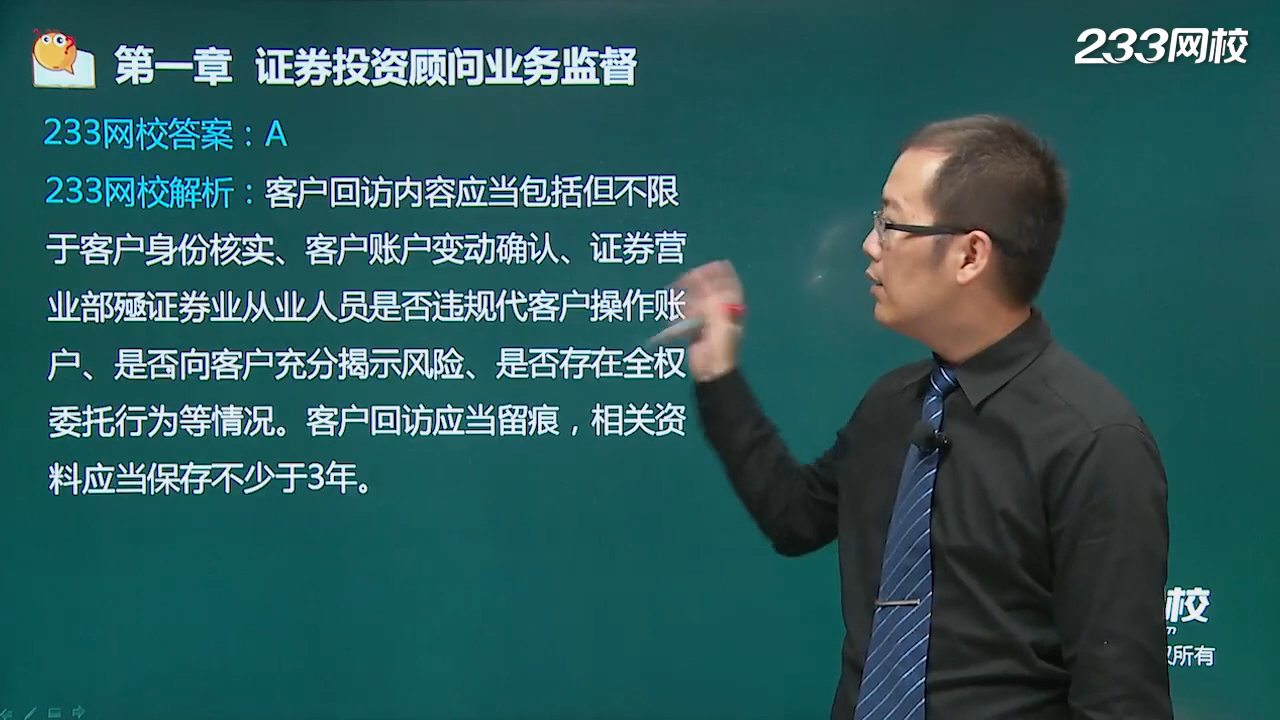 第一章 证券投资顾问业务监督
233网校
233网校答案：A
233网校解析：客户回访内容应当包括但不限
于客户身份核实、客户账户变动确认、证券营
业部殛证券业从业人员是否违规代客户操作账
户、是否向客户充分揭示风险、是否存在全权
委托行为等情况。客户回访应当留痕，相关资
料应当保存不少于3年。
校
所有